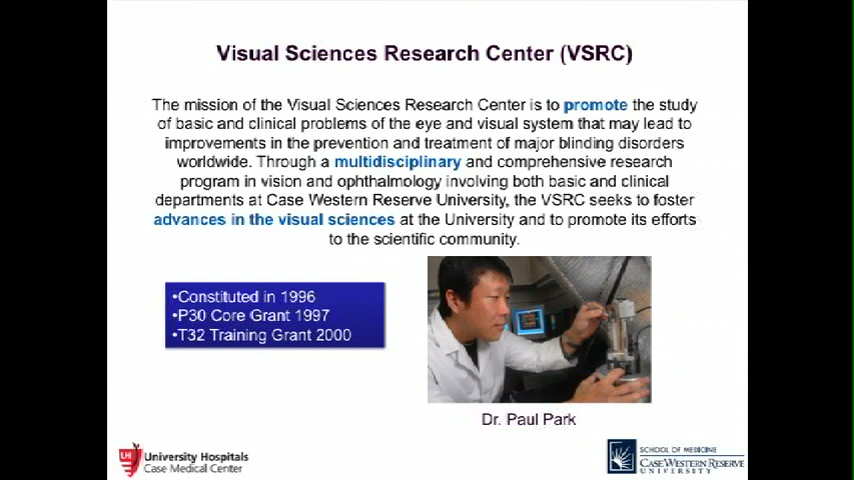 Visual Sciences Research Center (VSRC)
The mission of the Visual Sciences Research Center is to promote the study
of basic and clinical problems of the eye and visual system that may lead to
improvements in the prevention and treatment of major blinding disorders
worldwide. Through a multidisciplinary and comprehensive research
program in vision and ophthalmology involving both basic and clinical
departments at Case Western Reserve University, the VSRC seeks to foster
advances in the visual sciences at the University and to promote its efforts
to the scientific community.
•Constituted in 1996
•P30 Core Grant 1997
•T32 Training Grant 2000
Dr. Paul Park
UH
University Hospitals
Case Medical Center
SCHOOL OF MEDICINE
CASE WESTERN RESERVE
UNIVERSITY